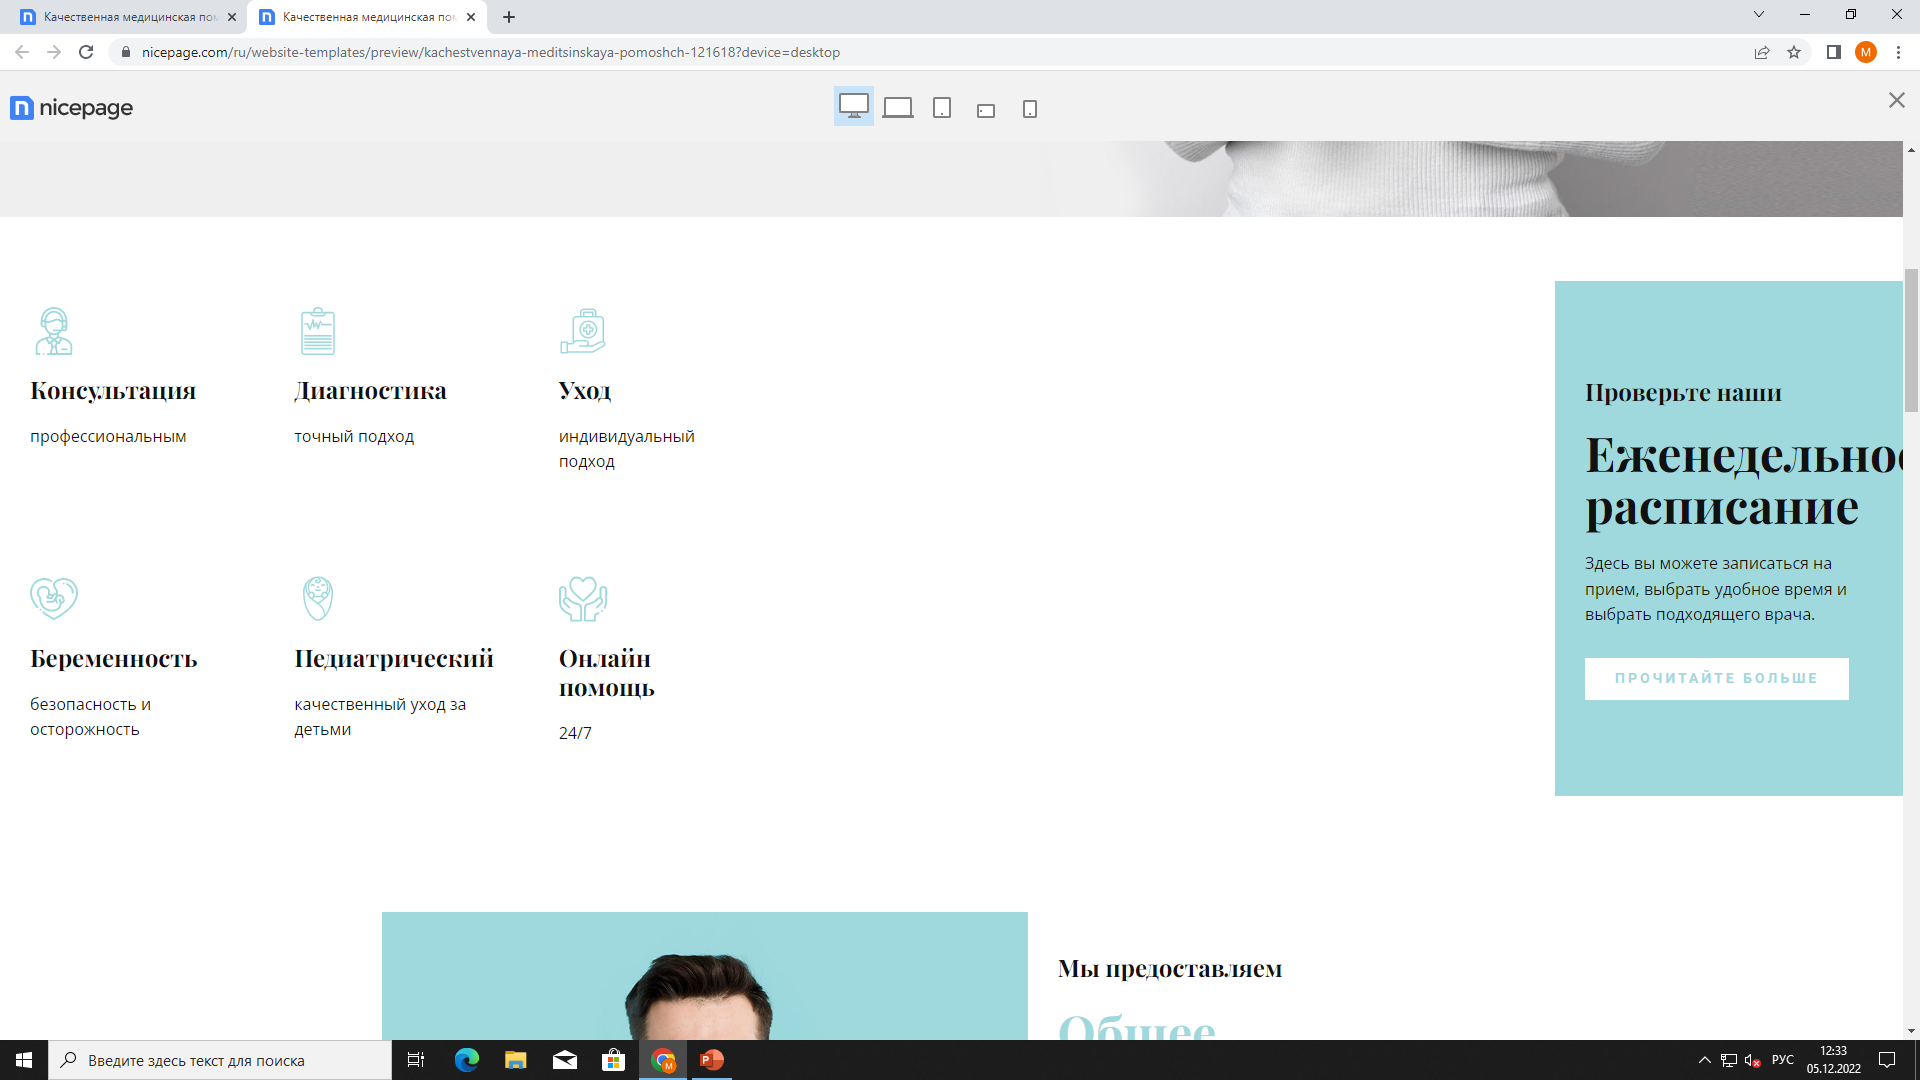 Качественная медицинская пом
Качественная медицинская пом
nicepage.com/ru/website-templates/preview/kachestvennaya-meditsinskaya-pomoshch-121618?device=desktop
M
nicepage
Консультация
профессиональным
Диагностика
точный подход
Уход
индивидуальный
подход
Беременность
безопасность и
осторожность
Педиатрический
качественный уход за
детьми
Онлайн
помощь
24/7
Проверьте наши
Еженедельное
расписание
Здесь вы можете записаться на
прием, выбрать удобное время и
выбрать подходящего врача.
ПРОЧИТАЙТЕ БОЛЬШЕ
Мы предоставляем
Общее
Введите здесь текст для поиска
РУС
12:33
05.12.2022